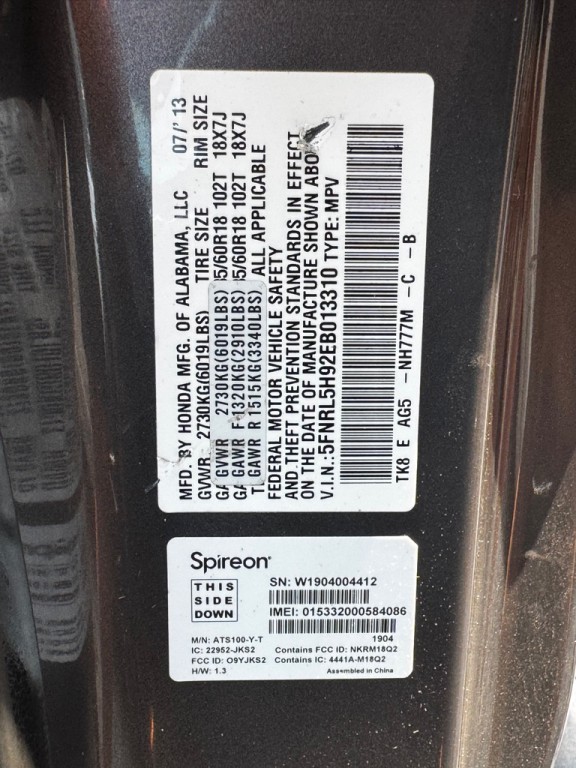 MFD. BY HONDA MFG. OF ALABAMA, LLC 07/'13
GVWR 2730KG(6019LBS) TIRE SIZE RIM SIZE
GA GVWR 2730KG(6019LBS) 5/60R18 102T 18X7J
GA GAWR F 1320KG(2910LBS) 5/60R18 102T 18X7J
T. GAWR R 1515KG(3340LBS) ALL APPLICABLE
FEDERAL MOTOR VEHICLE SAFETY
AND THEFT PREVENTION STANDARDS IN EFFECT
ON THE DATE OF MANUFACTURE SHOWN ABO
V.I.N.:5FNRL5H92EB013310 TYPE: MPV
TK8 E AG5 -NH777M -C -B
Spireon
THIS
SIDE
DOWN
SN: W1904004412
IMEI: 015332000584086
M/N: ATS100-Y-T 1904
IC: 22952-JKS2 Contains FCC ID: NKRM18Q2
FCC ID: O9YJKS2 Contains IC: 4441A-M18Q2
H/W: 1.3 Assembled in China